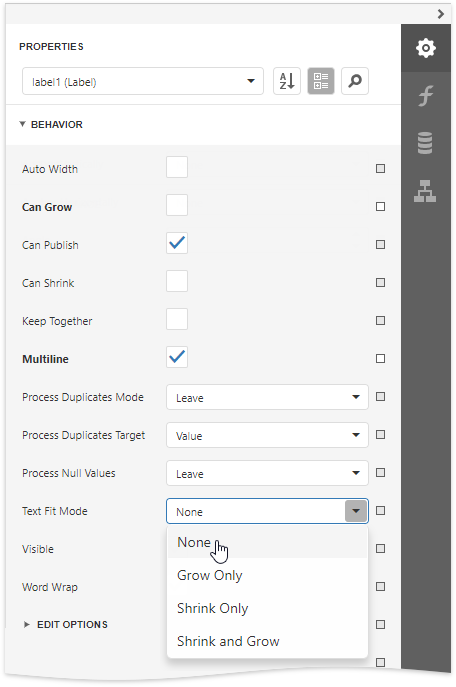 PROPERTIES
label1 (Label)
A
Z
BEHAVIOR
Auto Width
Can Grow
Can Publish
Can Shrink
Keep Together
Multiline
Process Duplicates Mode Leave
Process Duplicates Target Value
Process Null Values Leave
Text Fit Mode None
None
Visible
Grow Only
Word Wrap
Shrink Only
EDIT OPTIONS
Shrink and Grow